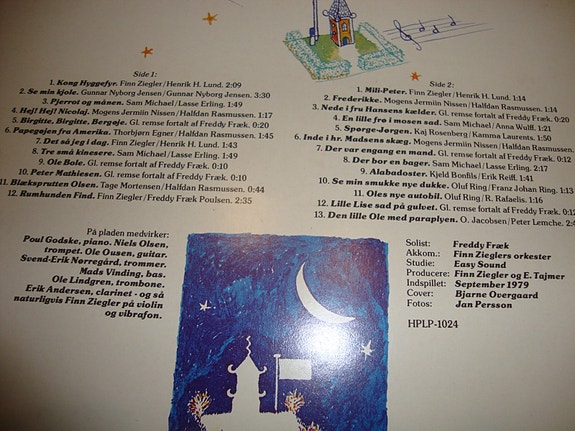 Side 1:
1. Kong Hyggefyr. Finn Ziegler/Henrik H. Lund. 2:09
2. Se min kjole. Gunnar Nyborg/Gunnar Nyborg Jensen. 3:30
3. Pjerrot og månen. Sam Michael/Lasse Erling. 1:49
4. Hej! Hej! Nicolaj. Mogens Jermiin Nissen/Halfdan Rasmussen. 1:17
5. Birgitte, Birgitte, Bergøje. Gl. remse fortalt af Freddy Fræk. 0:20
6. Papegøjen fra Amerika. Thorbjørn Egner/Halfdan Rasmussen. 1:45
7. Det så jeg i dag. Finn Ziegler/Henrik H. Lund. 1:43
8. Tre små kinesere. Sam Michael/Lasse Erling. 1:49
9. Ole Bole. Gl. remse fortalt af Freddy Fræk. 0:10
10. Peter Mathiesen. Gl. remse fortalt af Freddy Fræk. 0:10
11. Blæksprutten Olsen. Tage Mortensen/Halfdan Rasmussen. 0:44
12. Rumhunden Find. Finn Ziegler/Freddy Fræk Poulsen. 2:35
På pladen medvirker:
Poul Godske, piano. Niels Olsen,
trompet. Ole Ousen, guitar.
Svend-Erik Nørregård, trommer.
Mads Vinding, bas.
Ole Lindgren, trombone.
Erik Andersen, clarinet - og så
naturligvis Finn Ziegler på violin
og vibrafon.
Side 2:
1. Mili-Peter. Finn Ziegler/Henrik H. Lund. 1:14
2. Frederikke. Mogens Jermiin Nissen/Halfdan Rasmussen. 1:14
3. Nede i fru Hansens kælder. Gl. remse fortalt af Freddy Fræk. 0:20
4. En lille frø i mosen sad. Sam Michael/Anna Wulff. 1:21
5. Spørge-Jörgen. Kaj Rosenberg/Kamma Laurents. 1:50
6. Inde i hr. Madsens skæg. Mogens Jermiin Nissen/Halfdan Rasmussen.
7. Der var engang en mand. Gl. remse fortalt af Freddy Fræk. 0:12
8. Der bor en bager. Sam Michael. 2:17
9. Alabadoster. Kjeld Bonfils/Erik Reiff. 1:41
10. Se min smukke nye dukke. Oluf Ring/Franz Johan Ring. 1:13
11. Oles nye autobil. Oluf Ring/R. Rafaelis. 1:16
12. Lille Lise sad på gulvet. Gl. remse fortalt af Freddy Fræk. 0:12
13. Den lille Ole med paraplyen. O. Jacobsen/Peter Lemche. 2:4
Solist: Freddy Fræk
Akkom.: Finn Zieglers orkester
Studie: Easy Sound
Producere: Finn Ziegler og E. Tajmer
Indspillet: September 1979
Cover: Bjarne Overgaard
Fotos: Jan Persson
HPLP-1024